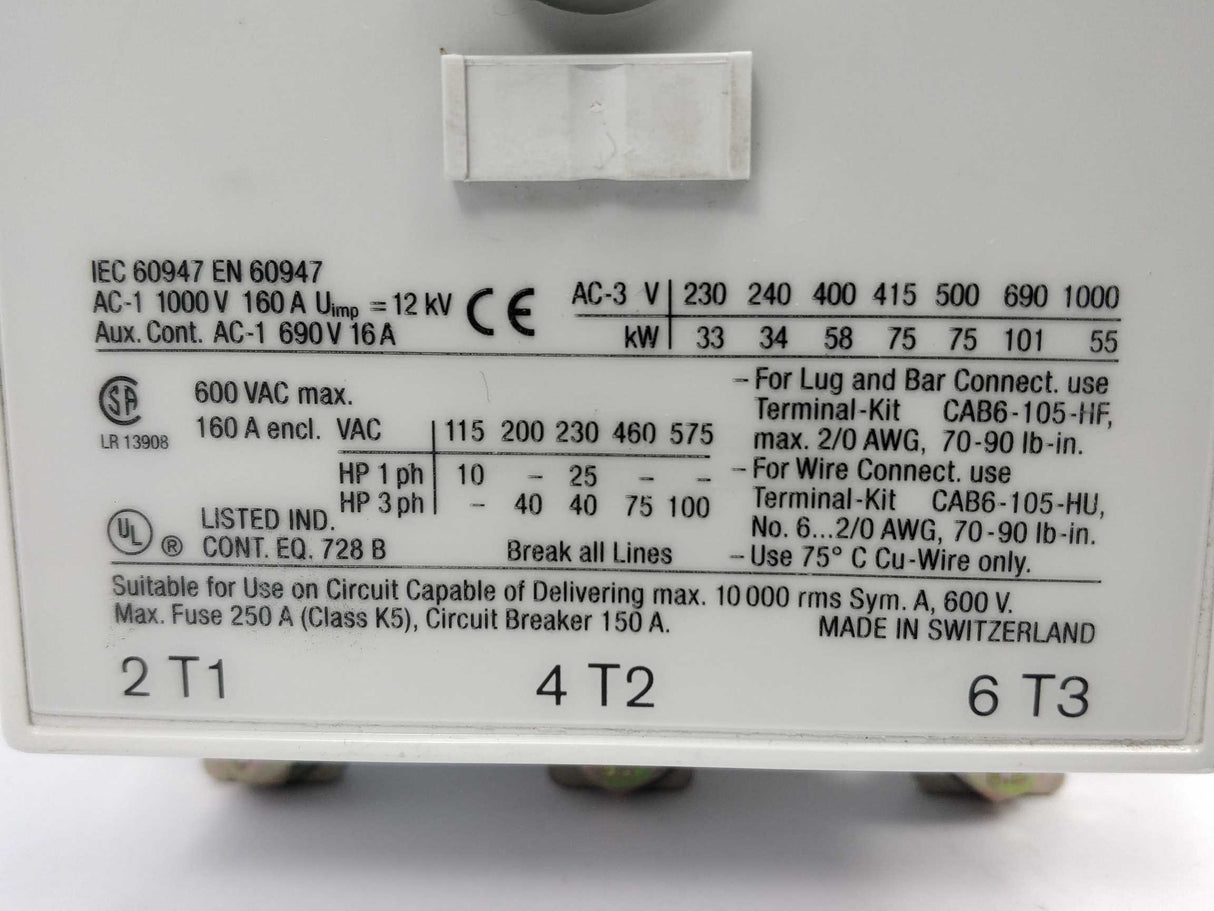 IEC 60947 EN 60947
AC-1 1000 V 160 A Uimp = 12 kV
Aux. Cont. AC-1 690 V 16 A
CE
AC-3 V 230 240 400 415 500 690 1000
kW 33 34 58 75 75 101 55
SA
LR 13908
600 VAC max.
160 A encl. VAC 115 200 230 460 575
HP 1 ph 10 - 25 - -
HP 3 ph - 40 40 75 100
UL ®
LISTED IND.
CONT. EQ. 728 B
Break all Lines
- For Lug and Bar Connect. use
Terminal-Kit CAB6-105-HF,
max. 2/0 AWG, 70-90 lb-in.
- For Wire Connect. use
Terminal-Kit CAB6-105-HU,
No. 6...2/0 AWG, 70-90 lb-in.
- Use 75° C Cu-Wire only.
Suitable for Use on Circuit Capable of Delivering max. 10 000 rms Sym. A, 600 V.
Max. Fuse 250 A (Class K5), Circuit Breaker 150 A.
MADE IN SWITZERLAND
2 T1 4 T2 6 T3